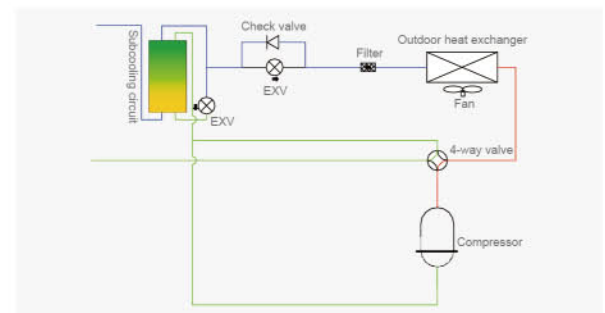 Check valve
Outdoor heat exchanger
Filter
Subcooling circuit
EXV
Fan
EXV
4-way valve
Compressor